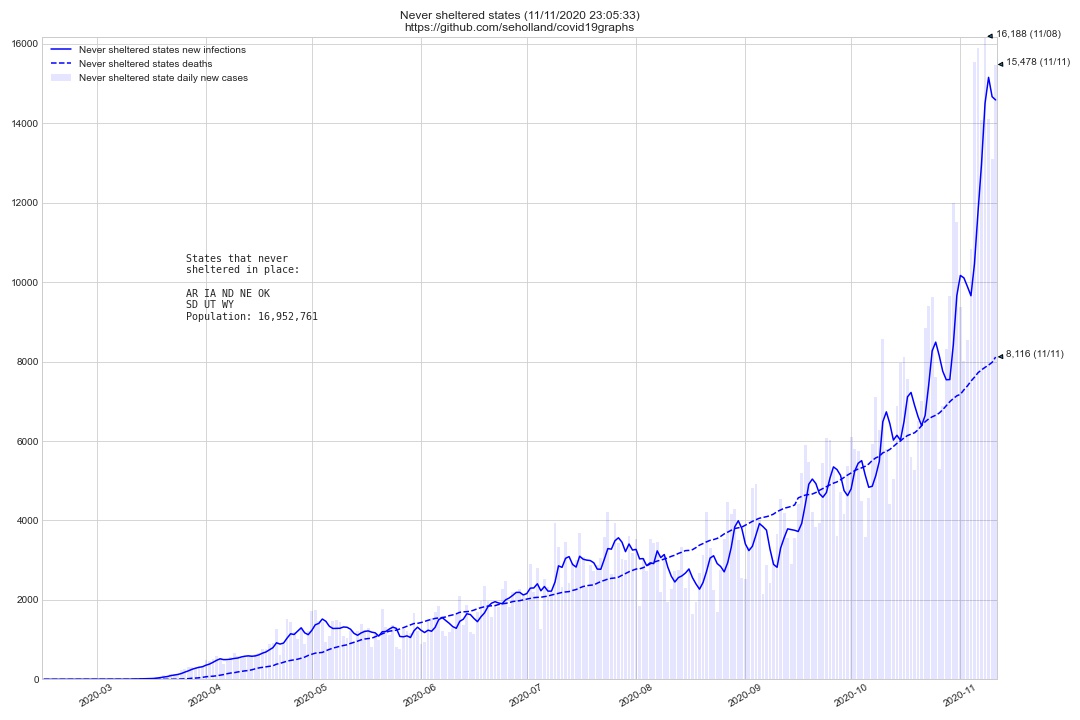 Never sheltered states (11/11/2020 23:05:33)
https://github.com/seholland/covid19graphs
16,188 (11/08)
15,478 (11/11)
8,116 (11/11)
Never sheltered states new infections
Never sheltered states deaths
Never sheltered state daily new cases
States that never
sheltered in place:
AR IA ND NE OK
SD UT WY
Population: 16,952,761
16000
14000
12000
10000
8000
6000
4000
2000
0
2020-03
2020-04
2020-05
2020-06
2020-07
2020-08
2020-09
2020-10
2020-11